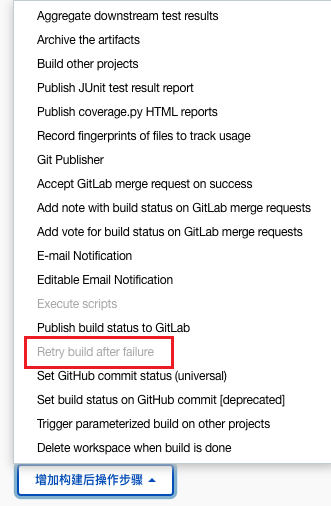 Aggregate downstream test results
Archive the artifacts
Build other projects
Publish JUnit test result report
Publish coverage.py HTML reports
Record fingerprints of files to track usage
Git Publisher
Accept GitLab merge request on success
Add note with build status on GitLab merge requests
Add vote for build status on GitLab merge requests
E-mail Notification
Editable Email Notification
Execute scripts
Publish build status to GitLab
Retry build after failure
Set GitHub commit status (universal)
Set build status on GitHub commit [deprecated]
Trigger parameterized build on other projects
Delete workspace when build is done
增加构建后操作步骤